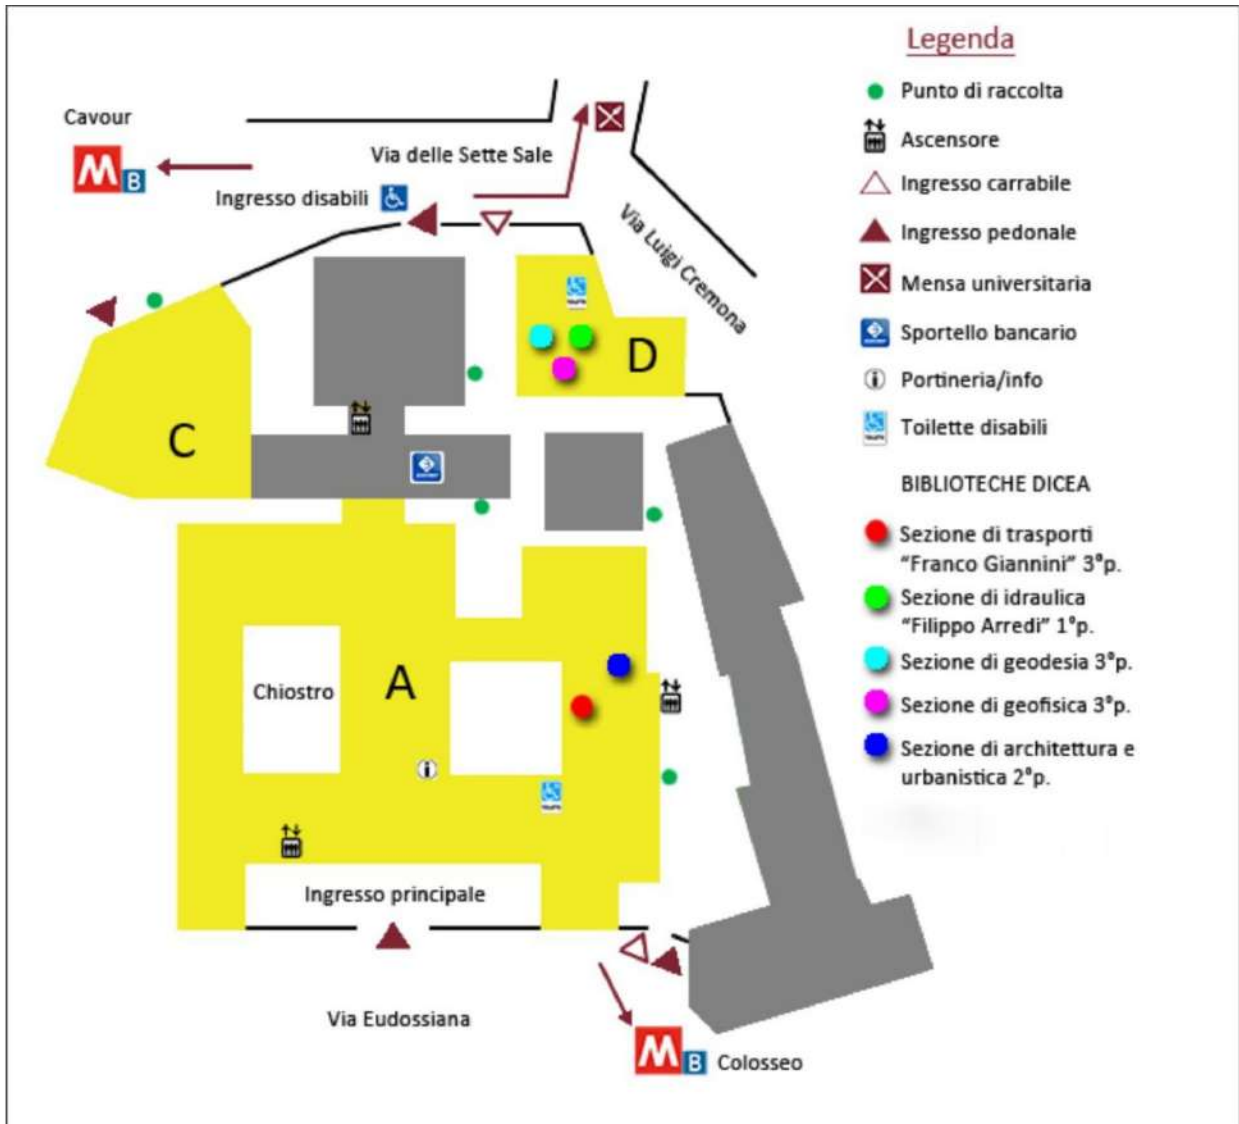 Legenda
Punto di raccolta
Ascensore
Ingresso carrabile
Ingresso pedonale
Mensa universitaria
Sportello bancario
Portineria/info
Toilette disabili
BIBLIOTECHE DICEA
Sezione di trasporti
"Franco Giannini" 3°p.
Sezione di idraulica
"Filippo Arredi" 1°p.
Sezione di geodesia 3°p.
Sezione di geofisica 3°p.
Sezione di architettura e
urbanistica 2°p.
Cavour
M B
Via delle Sette Sale
Ingresso disabili
Via Luigi Cremona
D
C
A
Chiostro
i
Ingresso principale
Via Eudossiana
M B Colosseo